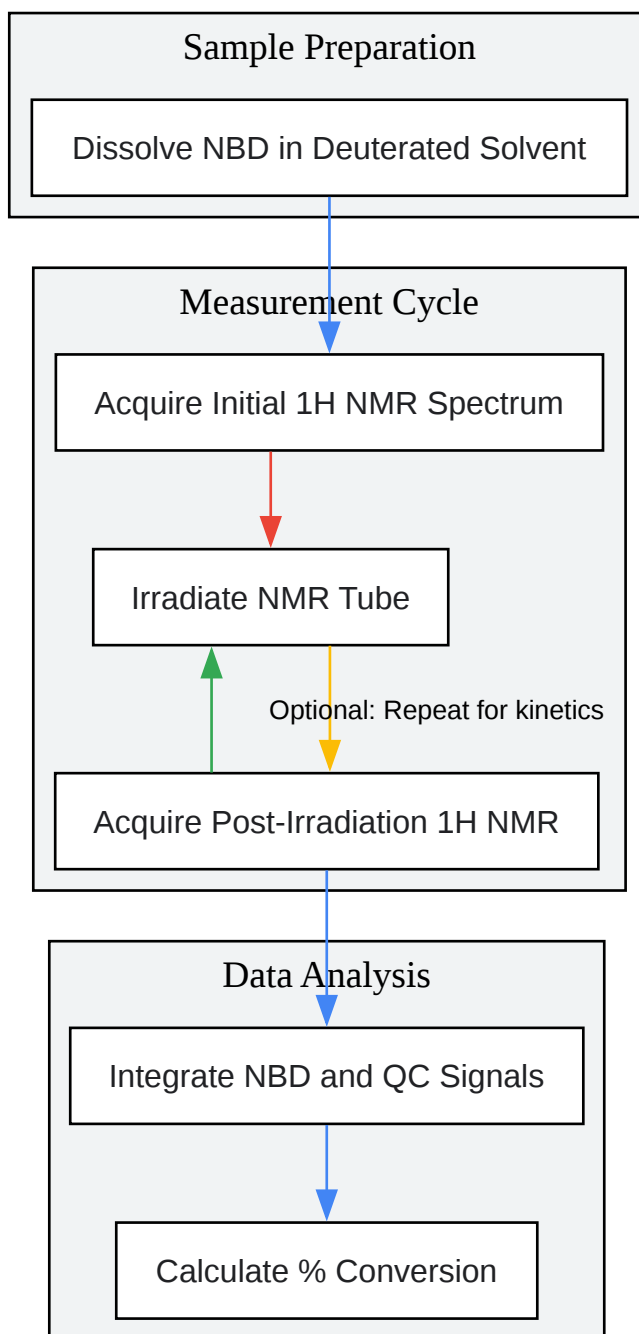 Sample Preparation
Dissolve NBD in Deuterated Solvent
Measurement Cycle
Acquire Initial 1H NMR Spectrum
Irradiate NMR Tube
Optional: Repeat for kinetics
Acquire Post-Irradiation 1H NMR
Data Analysis
Integrate NBD and QC Signals
Calculate % Conversion